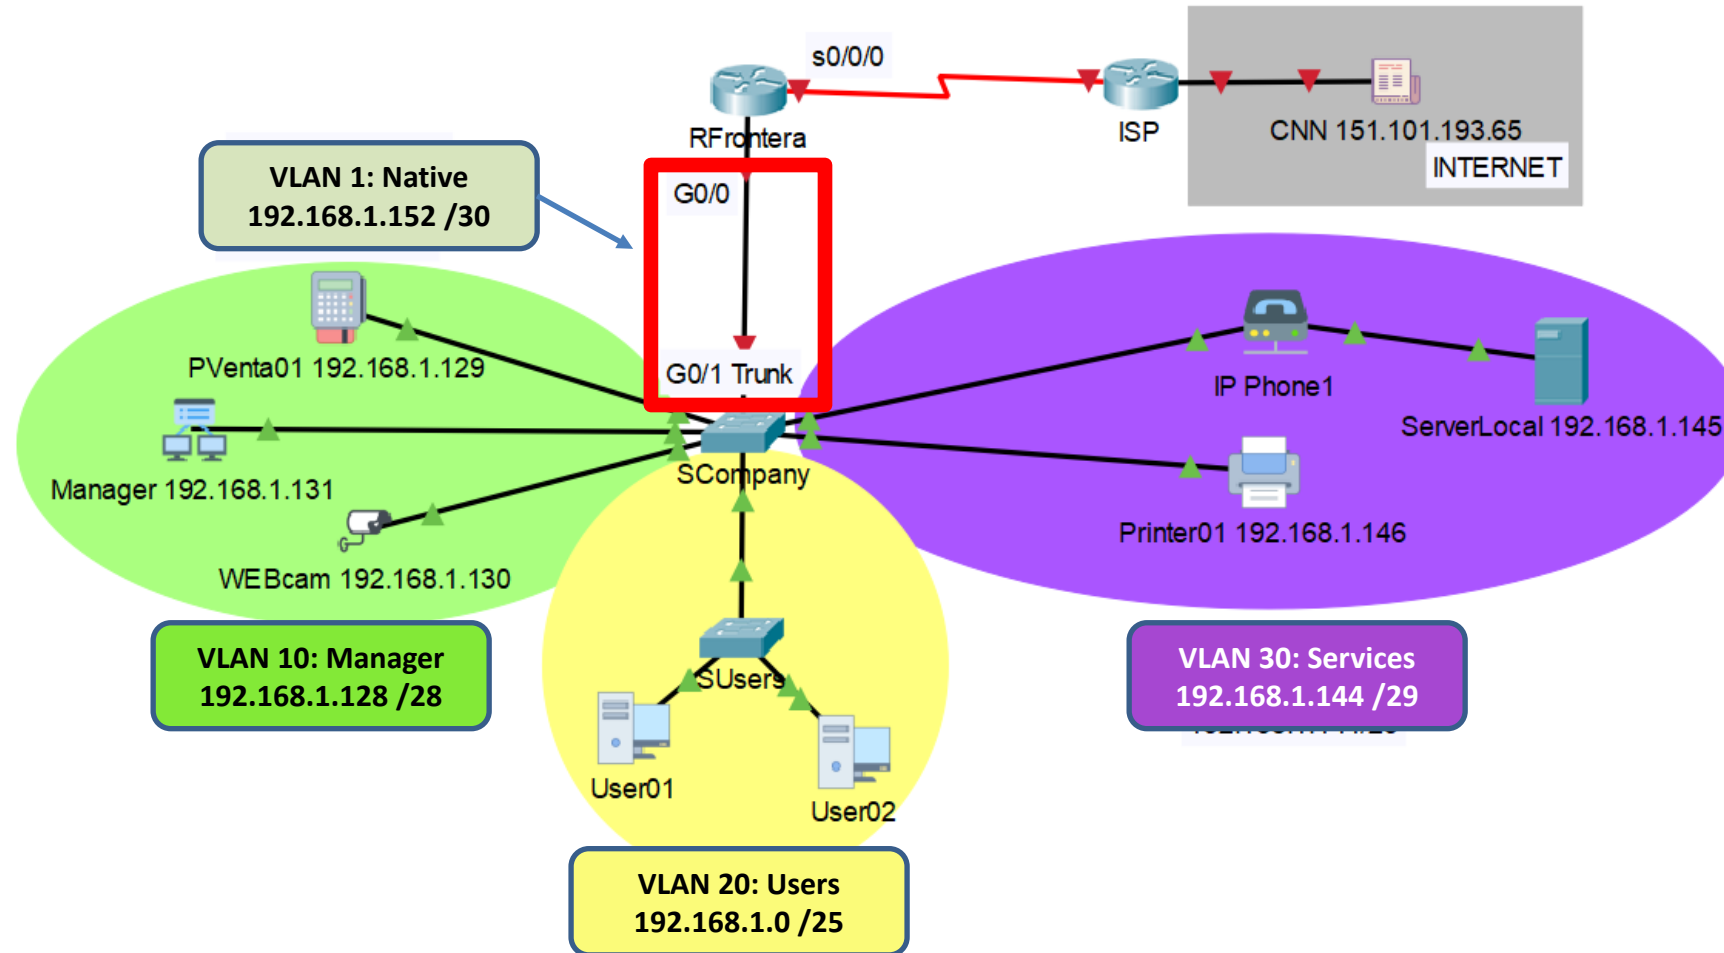 s0/0/0
RFrontera
ISP
CNN 151.101.193.65
INTERNET
VLAN 1: Native
192.168.1.152 /30
G0/0
G0/1 Trunk
PVenta01 192.168.1.129
Manager 192.168.1.131
WEBcam 192.168.1.130
SCompany
IP Phone1
ServerLocal 192.168.1.145
Printer01 192.168.1.146
VLAN 10: Manager
192.168.1.128 /28
SUsers
User01
User02
VLAN 30: Services
192.168.1.144 /29
VLAN 20: Users
192.168.1.0 /25